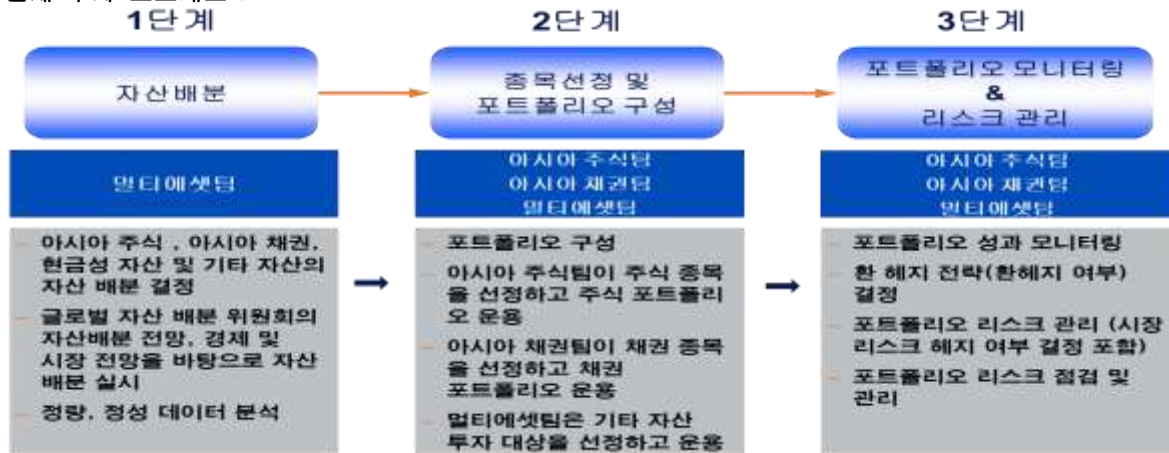 1단계
자산배분
멀티에셋팀
아시아 주식 , 아시아 채권,
현금성 자산 및 기타 자산의
자산 배분 결정
글로벌 자산 배분 위원회의
자산배분 전망, 경제 및
시장 전망을 바탕으로 자산
배분 실시
정량, 정성 데이터 분석
2단계
종목선정 및
포트폴리오 구성
아시아 주식팀
아시아 채권팀
멀티에셋팀
포트폴리오 구성
아시아 주식팀이 주식 종목
을 선정하고 주식 포트폴리
오 운용
아시아 채권팀이 채권 종목
을 선정하고 채권
포트폴리오 운용
멀티에셋팀은 기타 자산
투자 대상을 선정하고 운용
3단계
포트폴리오 모니터링
&
리스크 관리
아시아 주식팀
아시아 채권팀
멀티에셋팀
포트폴리오 성과 모니터링
환 헤지 전략(환헤지 여부)
결정
포트폴리오 리스크 관리 (시장
리스크 헤지 여부 결정 포함)
포트폴리오 리스크 점검 및
관리